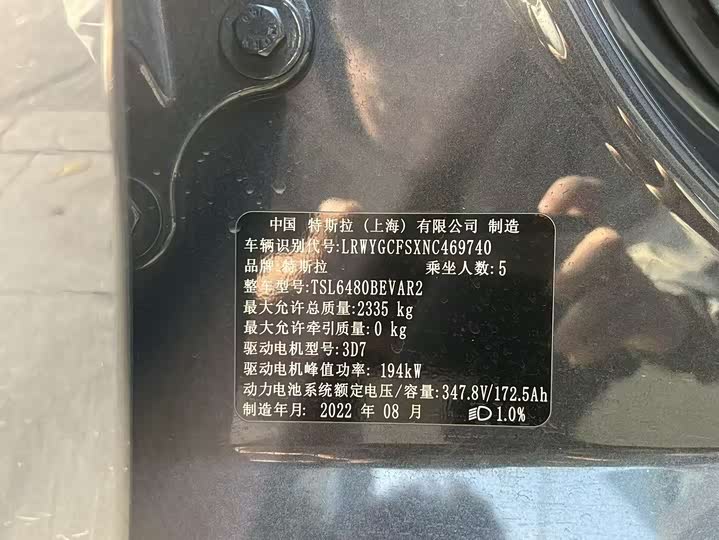 中国 特斯拉（上海）有限公司 制造
车辆识别代号:LRWYGCFSXNC469740
品牌:特斯拉 乘坐人数:5
整车型号:TSL6480BEVAR2
最大允许总质量:2335 kg
最大允许牵引质量:0 kg
驱动电机型号:3D7
驱动电机峰值功率: 194kW
动力电池系统额定电压/容量:347.8V/172.5Ah
制造年月: 2022 年 08 月 1.0%